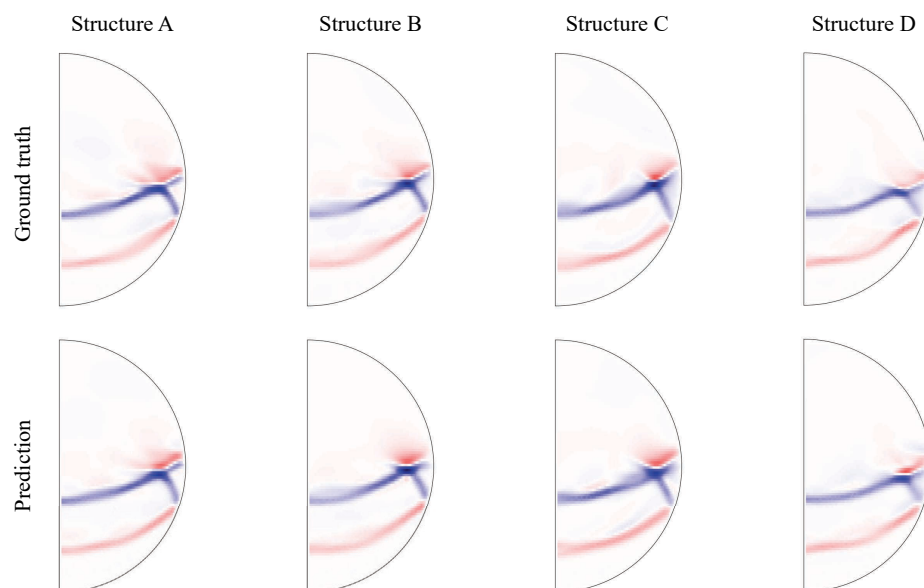 Structure A
Structure B
Structure C
Structure D
Ground truth
Prediction